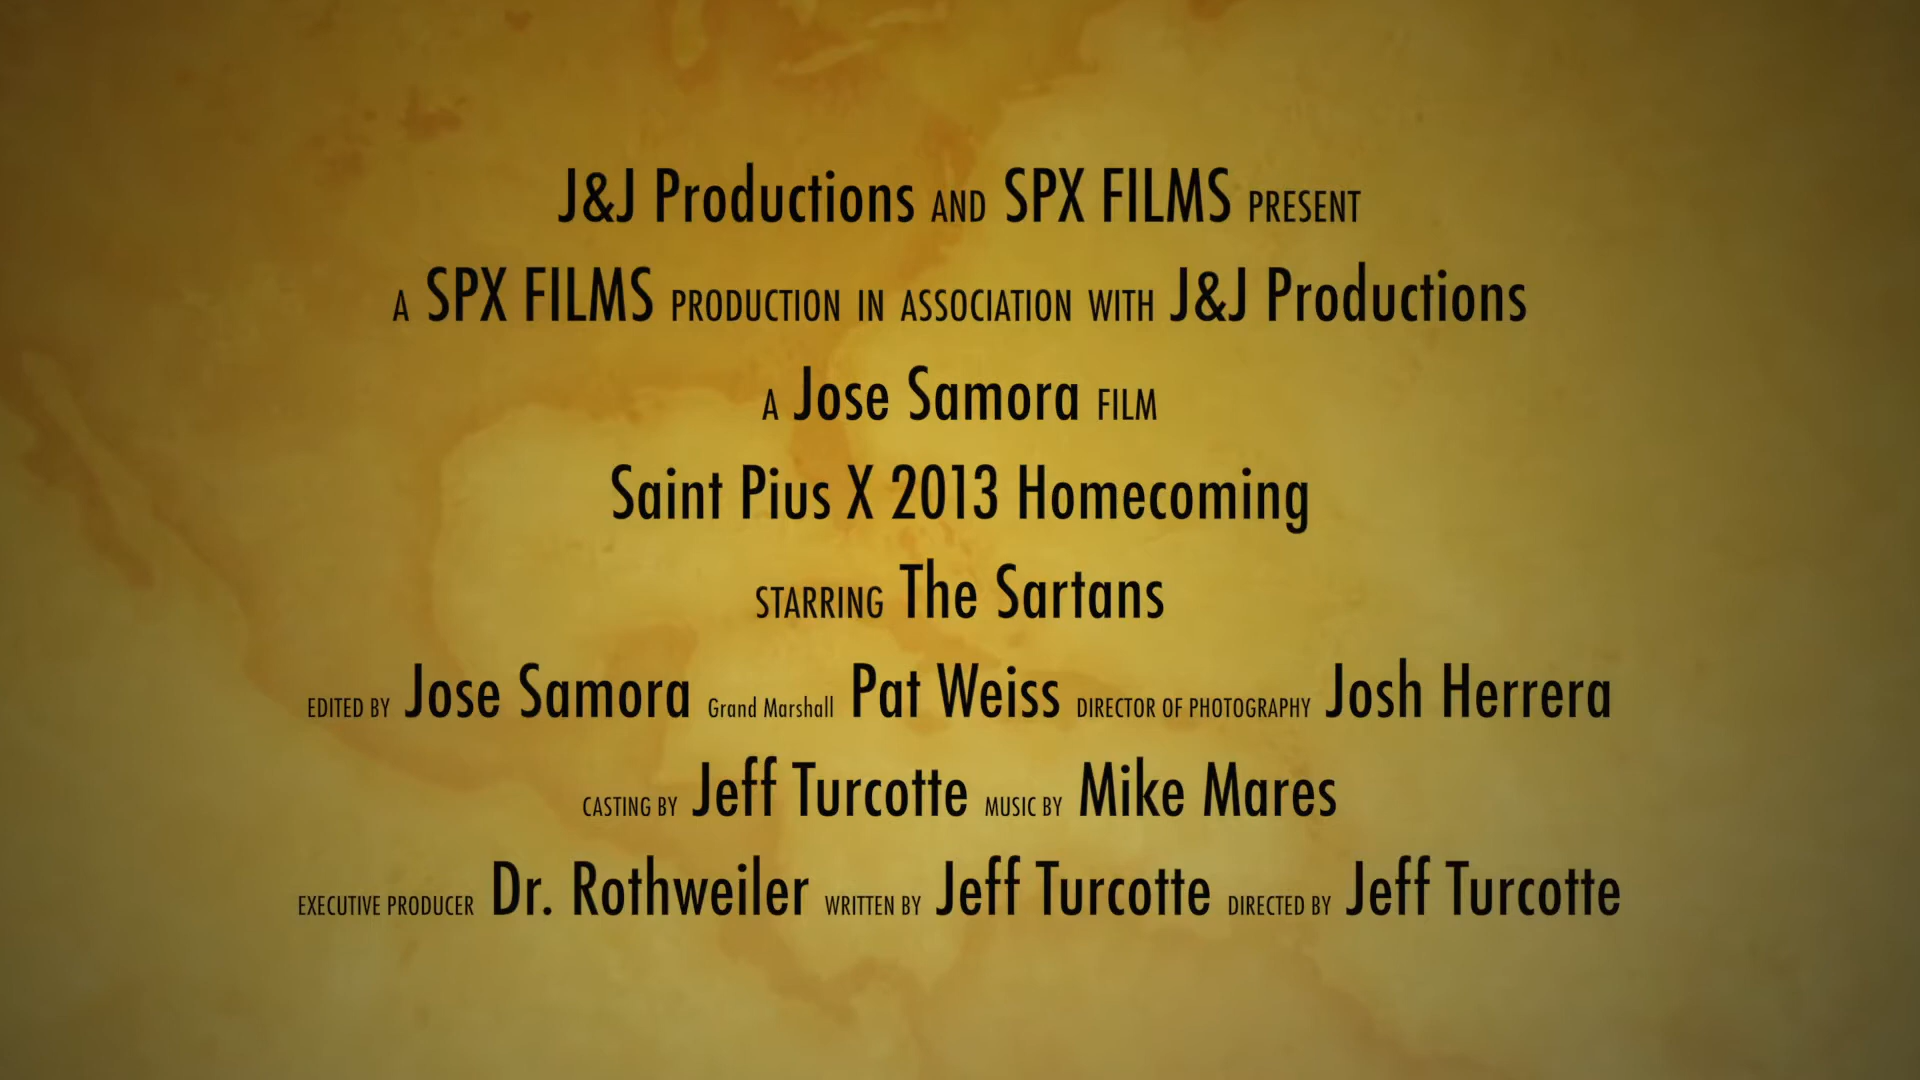 J&J Productions AND SPX FILMS PRESENT
A SPX FILMS PRODUCTION IN ASSOCIATION WITH J&J Productions
A Jose Samora FILM
Saint Pius X 2013 Homecoming
STARRING The Sartans
EDITED BY Jose Samora Grand Marshall Pat Weiss DIRECTOR OF PHOTOGRAPHY Josh Herrera
CASTING BY Jeff Turcotte MUSIC BY Mike Mares
EXECUTIVE PRODUCER Dr. Rothweiler WRITTEN BY Jeff Turcotte DIRECTED BY Jeff Turcotte